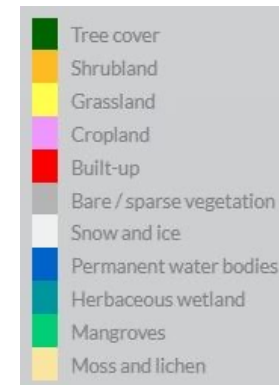 Tree cover
Shrubland
Grassland
Cropland
Built-up
Bare / sparse vegetation
Snow and ice
Permanent water bodies
Herbaceous wetland
Mangroves
Moss and lichen